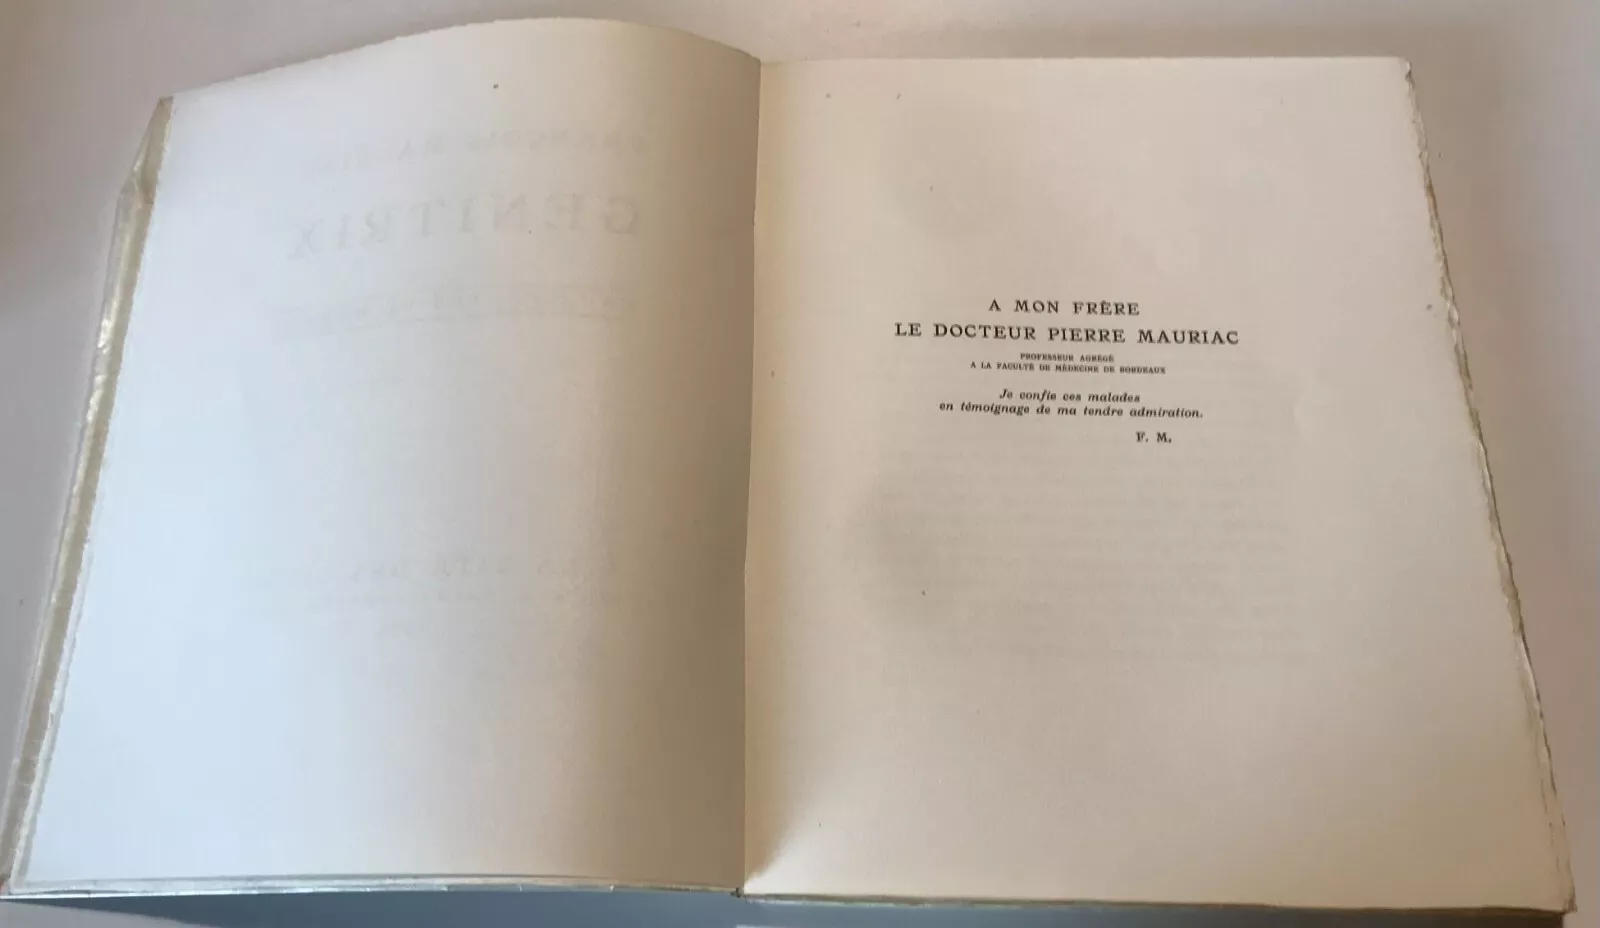 GENITRIX
A MON FRÈRE
LE DOCTEUR PIERRE MAURIAC
PROFESSEUR AGRÉGÉ
A LA FACULTÉ DE MÉDECINE DE BORDEAUX
Je confie ces malades
en témoignage de ma tendre admiration.
F. M.